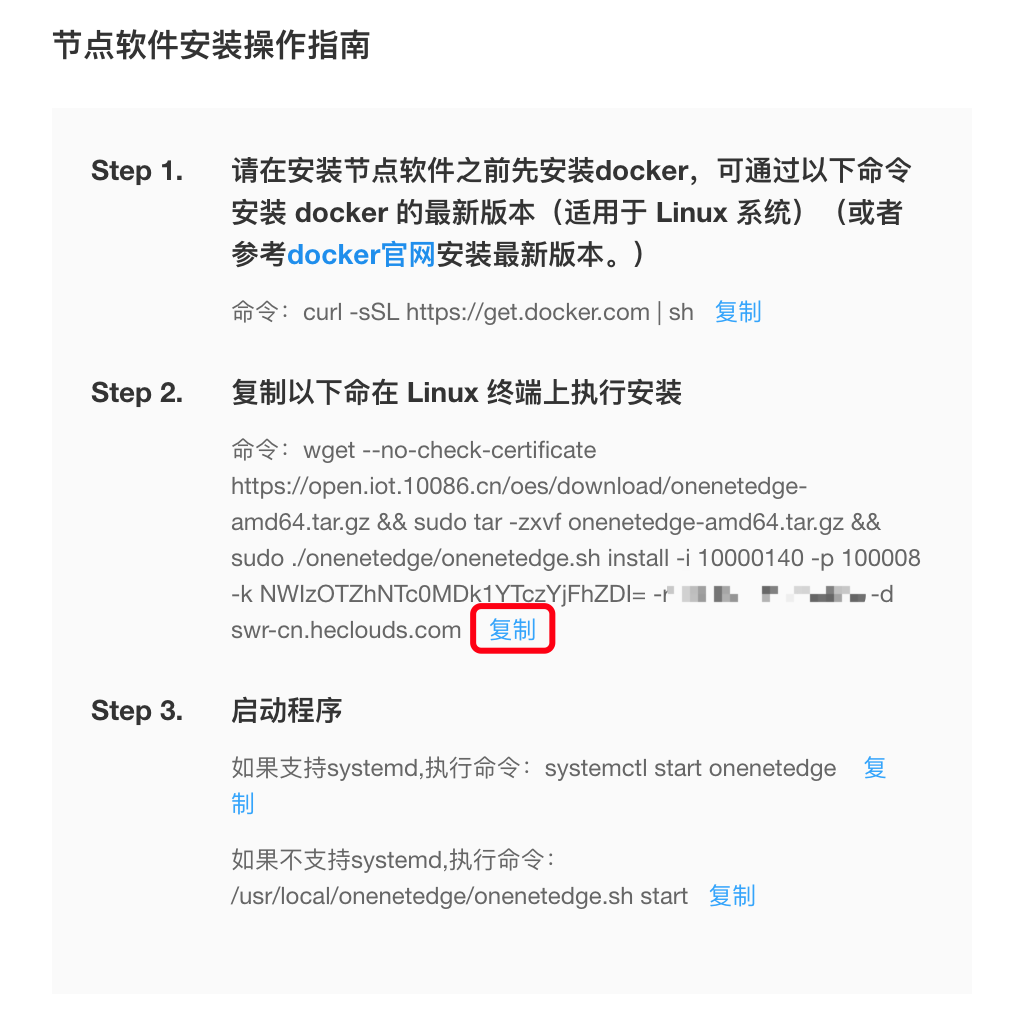 节点软件安装操作指南
Step 1.
请在安装节点软件之前先安装docker，可通过以下命令
安装 docker 的最新版本（适用于 Linux 系统）（或者
参考docker官网安装最新版本。）
命令：curl -sSL https://get.docker.com | sh 复制
Step 2.
复制以下命在 Linux 终端上执行安装
命令：wget --no-check-certificate
https://open.iot.10086.cn/oes/download/onenetedge-
amd64.tar.gz && sudo tar -zxvf onenetedge-amd64.tar.gz &&
sudo ./onenetedge/onenetedge.sh install -i 10000140 -p 100008
-k NWIzOTZhNTc0MDk1YTczYjFhZDI= -d
swr-cn.heclouds.com 复制
Step 3.
启动程序
如果支持systemd,执行命令：systemctl start onenetedge 复
制
如果不支持systemd,执行命令：
/usr/local/onenetedge/onenetedge.sh start 复制